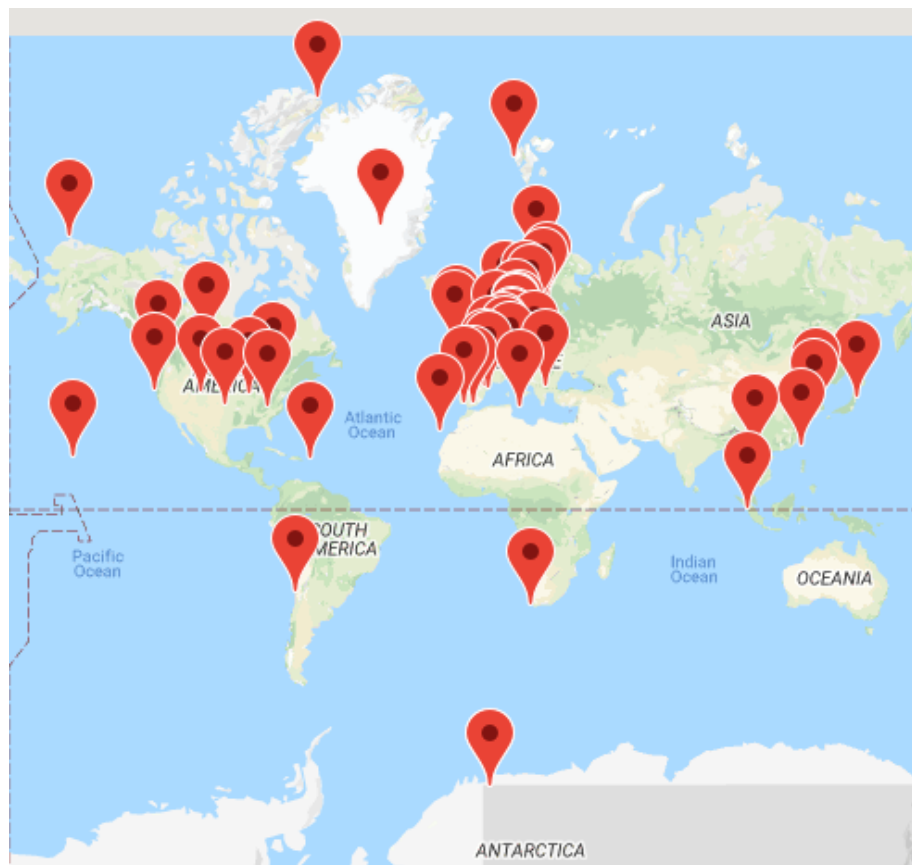 ASIA
AMERICA
Atlantic
Ocean
AFRICA
SOUTH
AMERICA
Pacific
Ocean
Indian
Ocean
OCEANIA
ANTARCTICA